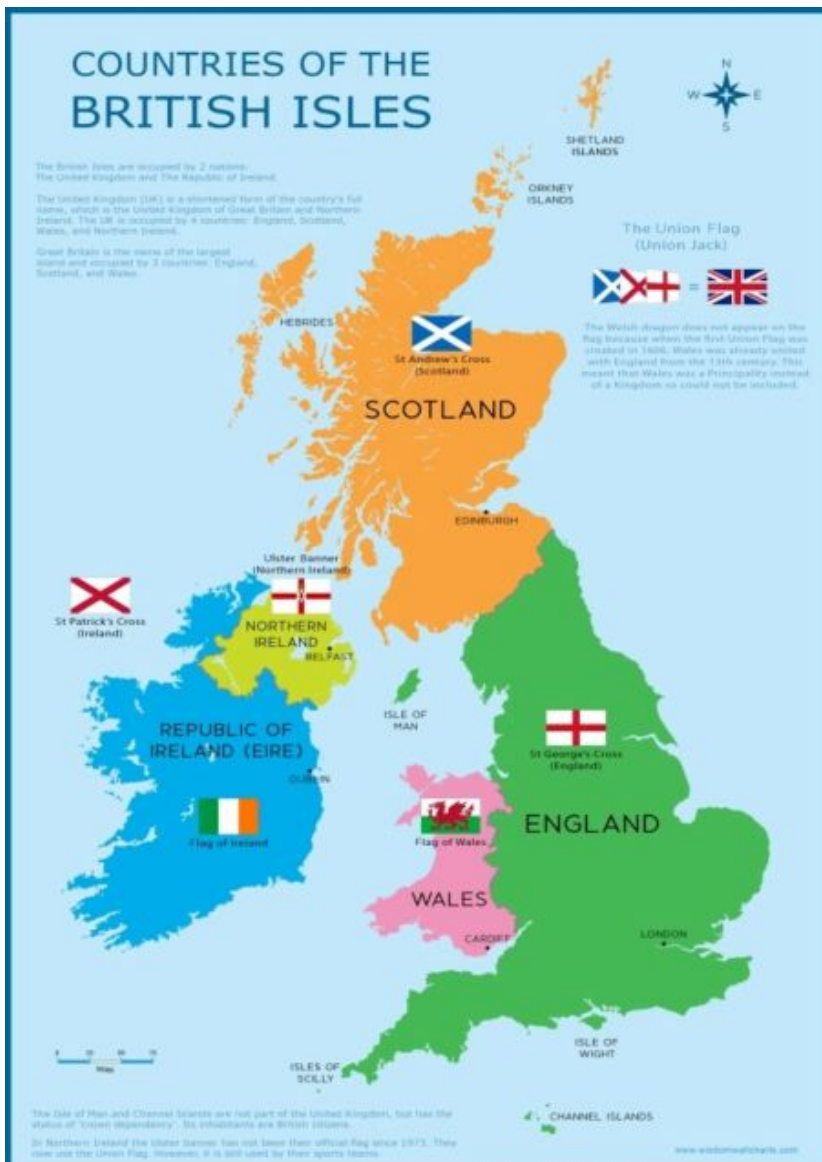 COUNTRIES OF THE
BRITISH ISLES
The British Isles are occupied by 2 nations:
The United Kingdom and The Republic of Ireland.
The United Kingdom (UK) is a shortened form of the country's full
name, which is the United Kingdom of Great Britain and Northern
Ireland. The UK is occupied by 4 countries: England, Scotland,
Wales, and Northern Ireland.
Great Britain is the name of the largest
island and occupied by 3 countries: England,
Scotland, and Wales.
N
W
E
S
SHETLAND
ISLANDS
ORKNEY
ISLANDS
The Union Flag
(Union Jack)
=
The Welsh dragon does not appear on the
flag because when the first Union Flag was
created in 1606, Wales was already united
with England from the 13th century. This
meant that Wales was a Principality instead
of a Kingdom so could not be included.
HEBRIDES
St Andrew's Cross
(Scotland)
SCOTLAND
EDINBURGH
Ulster Banner
(Northern Ireland)
St Patrick's Cross
(Ireland)
NORTHERN
IRELAND
BELFAST
ISLE OF
MAN
REPUBLIC OF
IRELAND (EIRE)
DUBLIN
Flag of Ireland
St George's Cross
(England)
ENGLAND
Flag of Wales
WALES
CARDIFF
LONDON
ISLE OF
WIGHT
ISLES OF
SCILLY
CHANNEL ISLANDS
0 25 50 75
Miles
The Isle of Man and Channel Islands are not part of the United Kingdom, but has the
status of 'crown dependency'. Its inhabitants are British citizens.
In Northern Ireland the Ulster banner has not been their official flag since 1973. They
now use the Union Flag. However, it is still used by their sports teams.
www.wisdomwallcharts.com